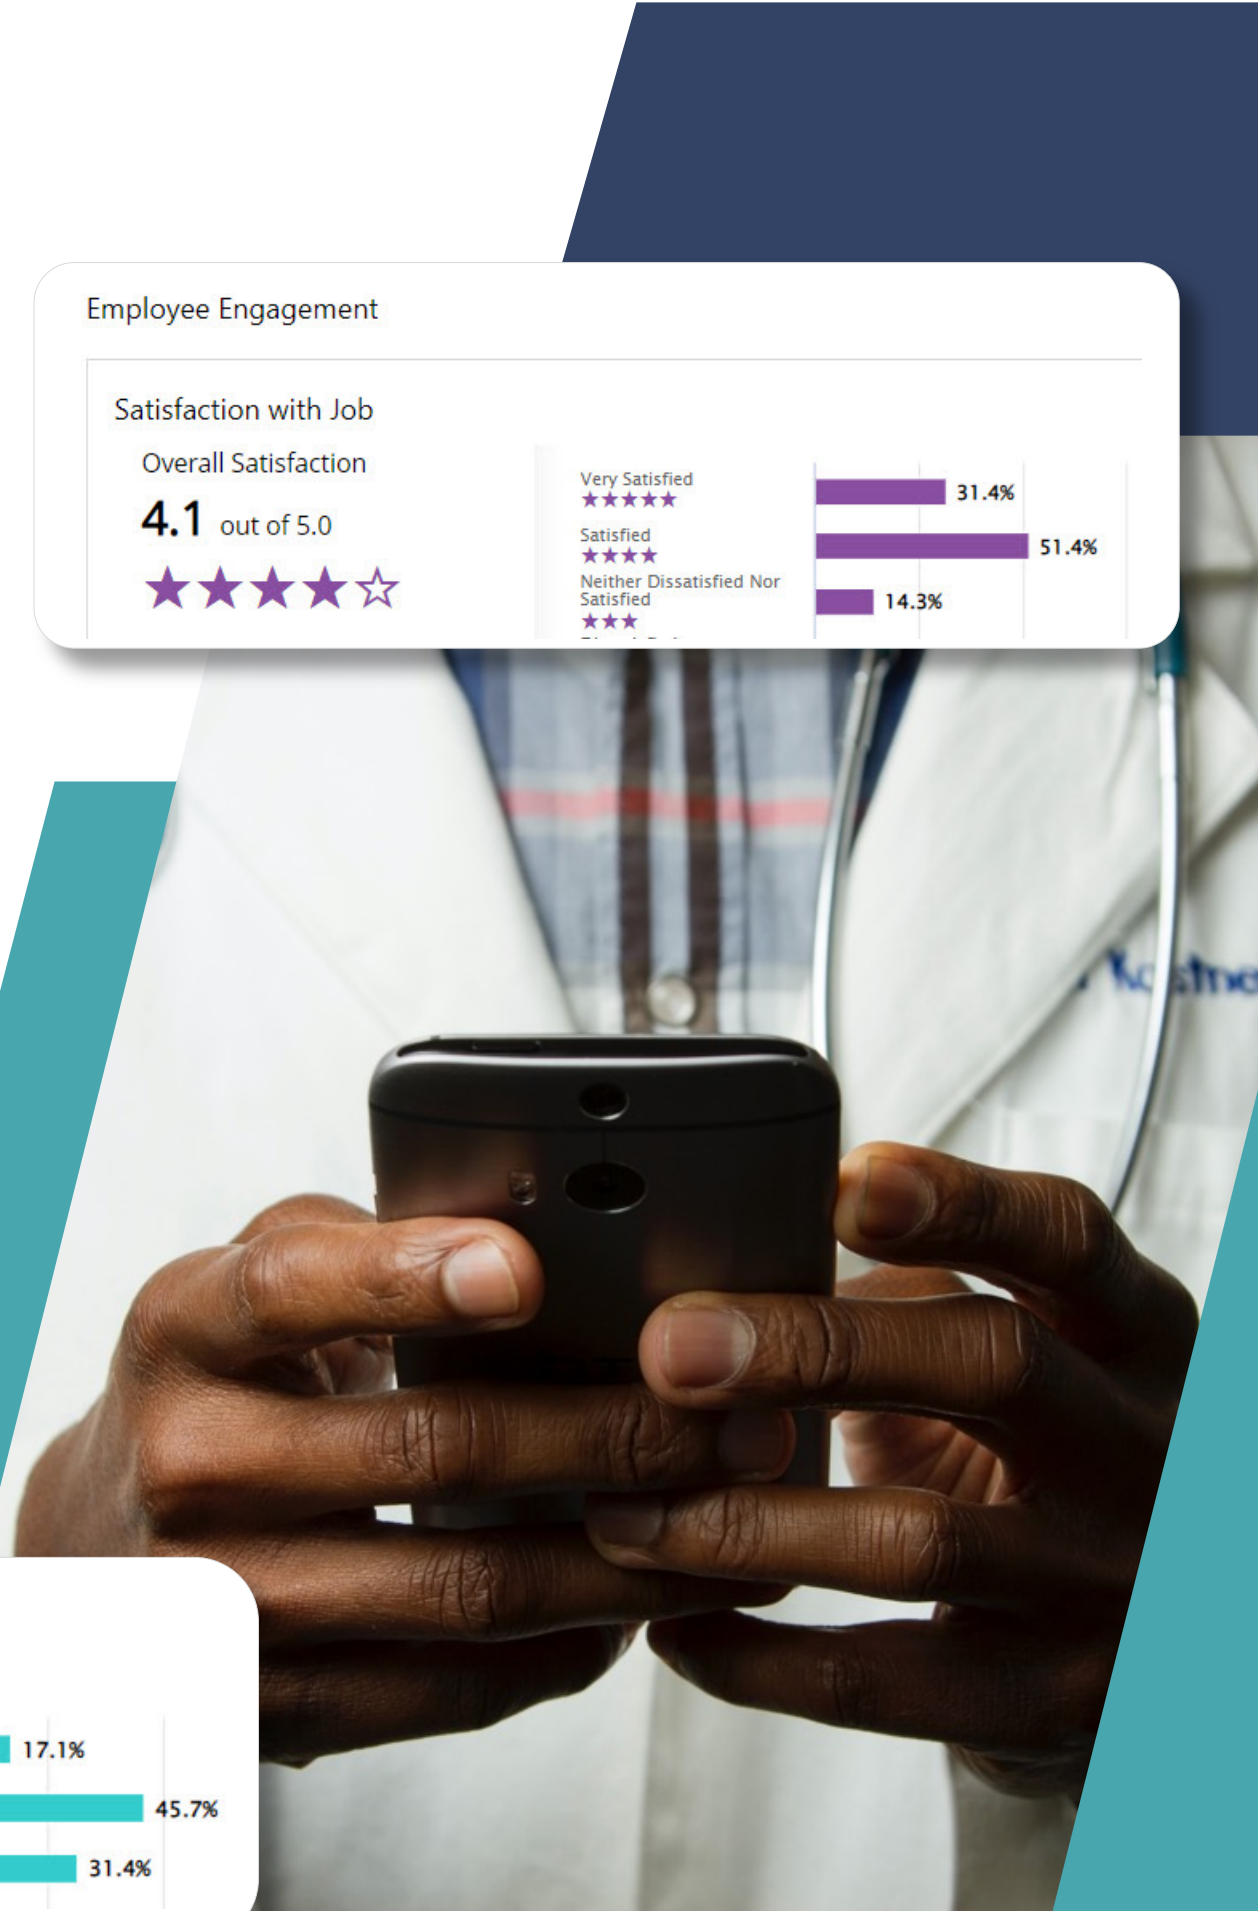 Employee Engagement
Satisfaction with Job
Overall Satisfaction
4.1 out of 5.0
Very Satisfied
31.4%
Satisfied
51.4%
Neither Dissatisfied Nor
Satisfied
14.3%
17.1%
45.7%
31.4%